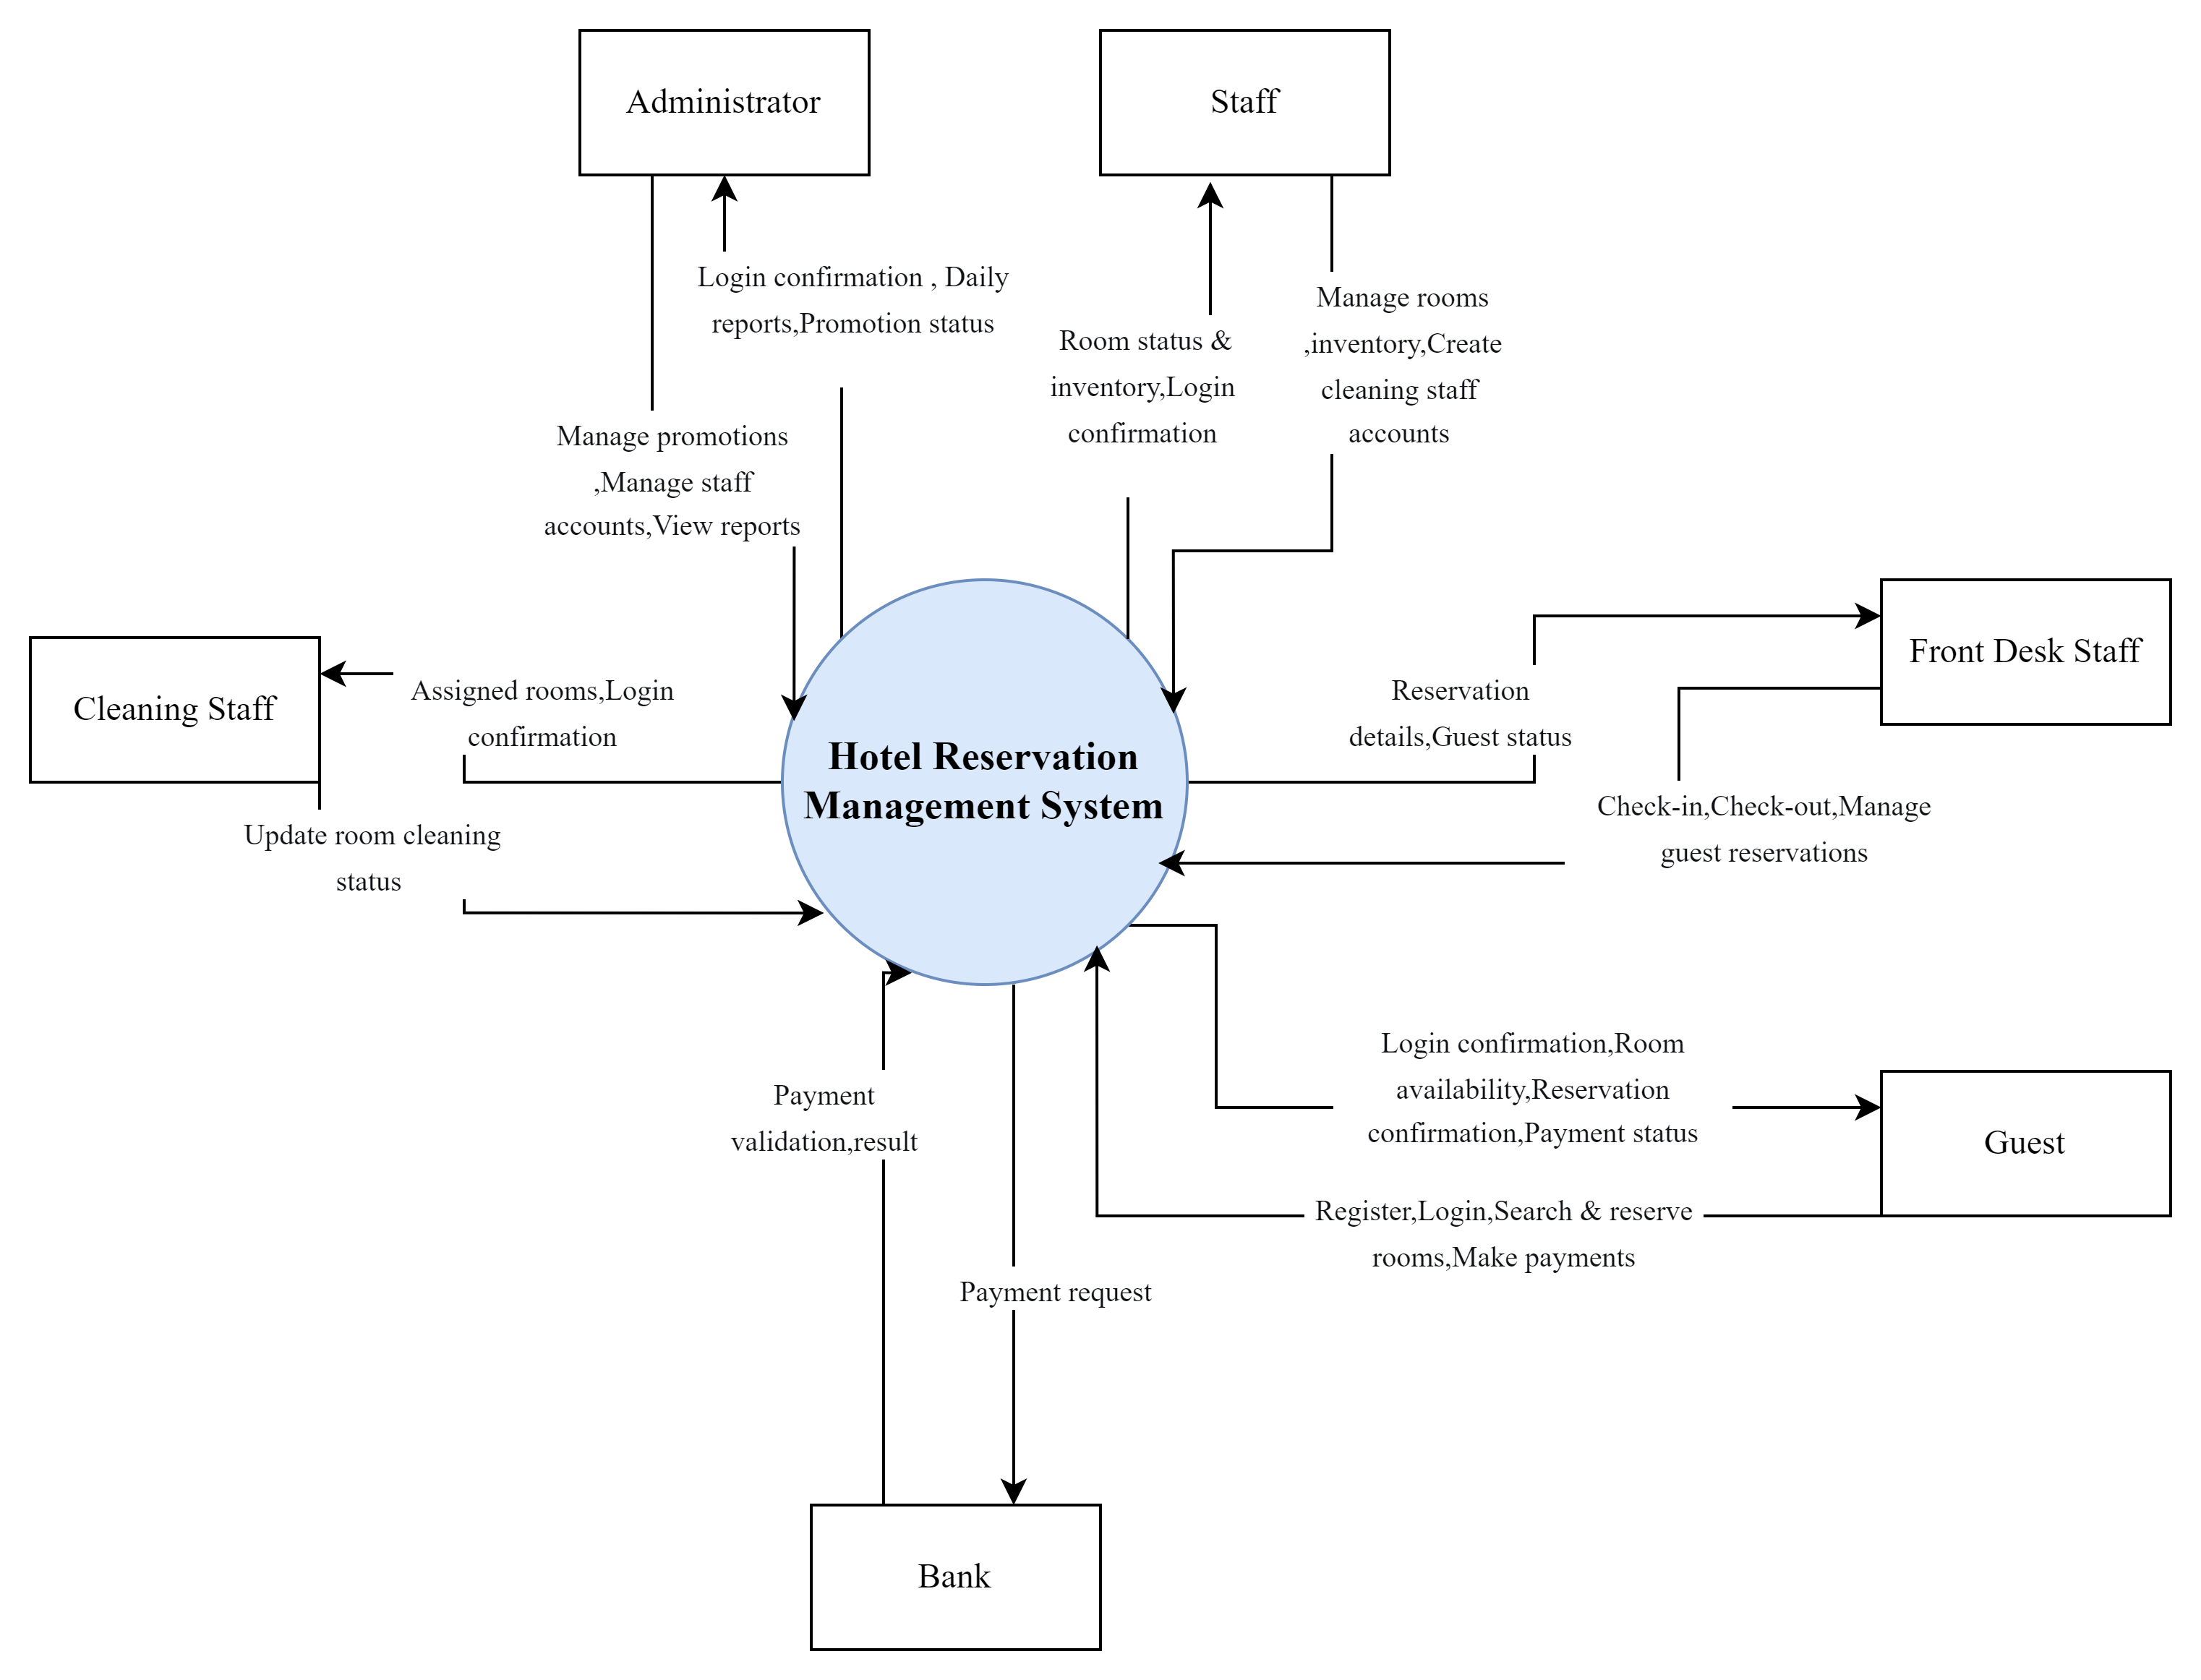 Administrator
Staff
Login confirmation , Daily
reports,Promotion status
Manage rooms
,inventory,Create
cleaning staff
accounts
Room status &
inventory,Login
confirmation
Manage promotions
,Manage staff
accounts,View reports
Front Desk Staff
Cleaning Staff
Assigned rooms,Login
confirmation
Reservation
details,Guest status
Hotel Reservation
Management System
Check-in,Check-out,Manage
guest reservations
Update room cleaning
status
Login confirmation,Room
availability,Reservation
confirmation,Payment status
Payment
validation,result
Guest
Register,Login,Search & reserve
rooms,Make payments
Payment request
Bank